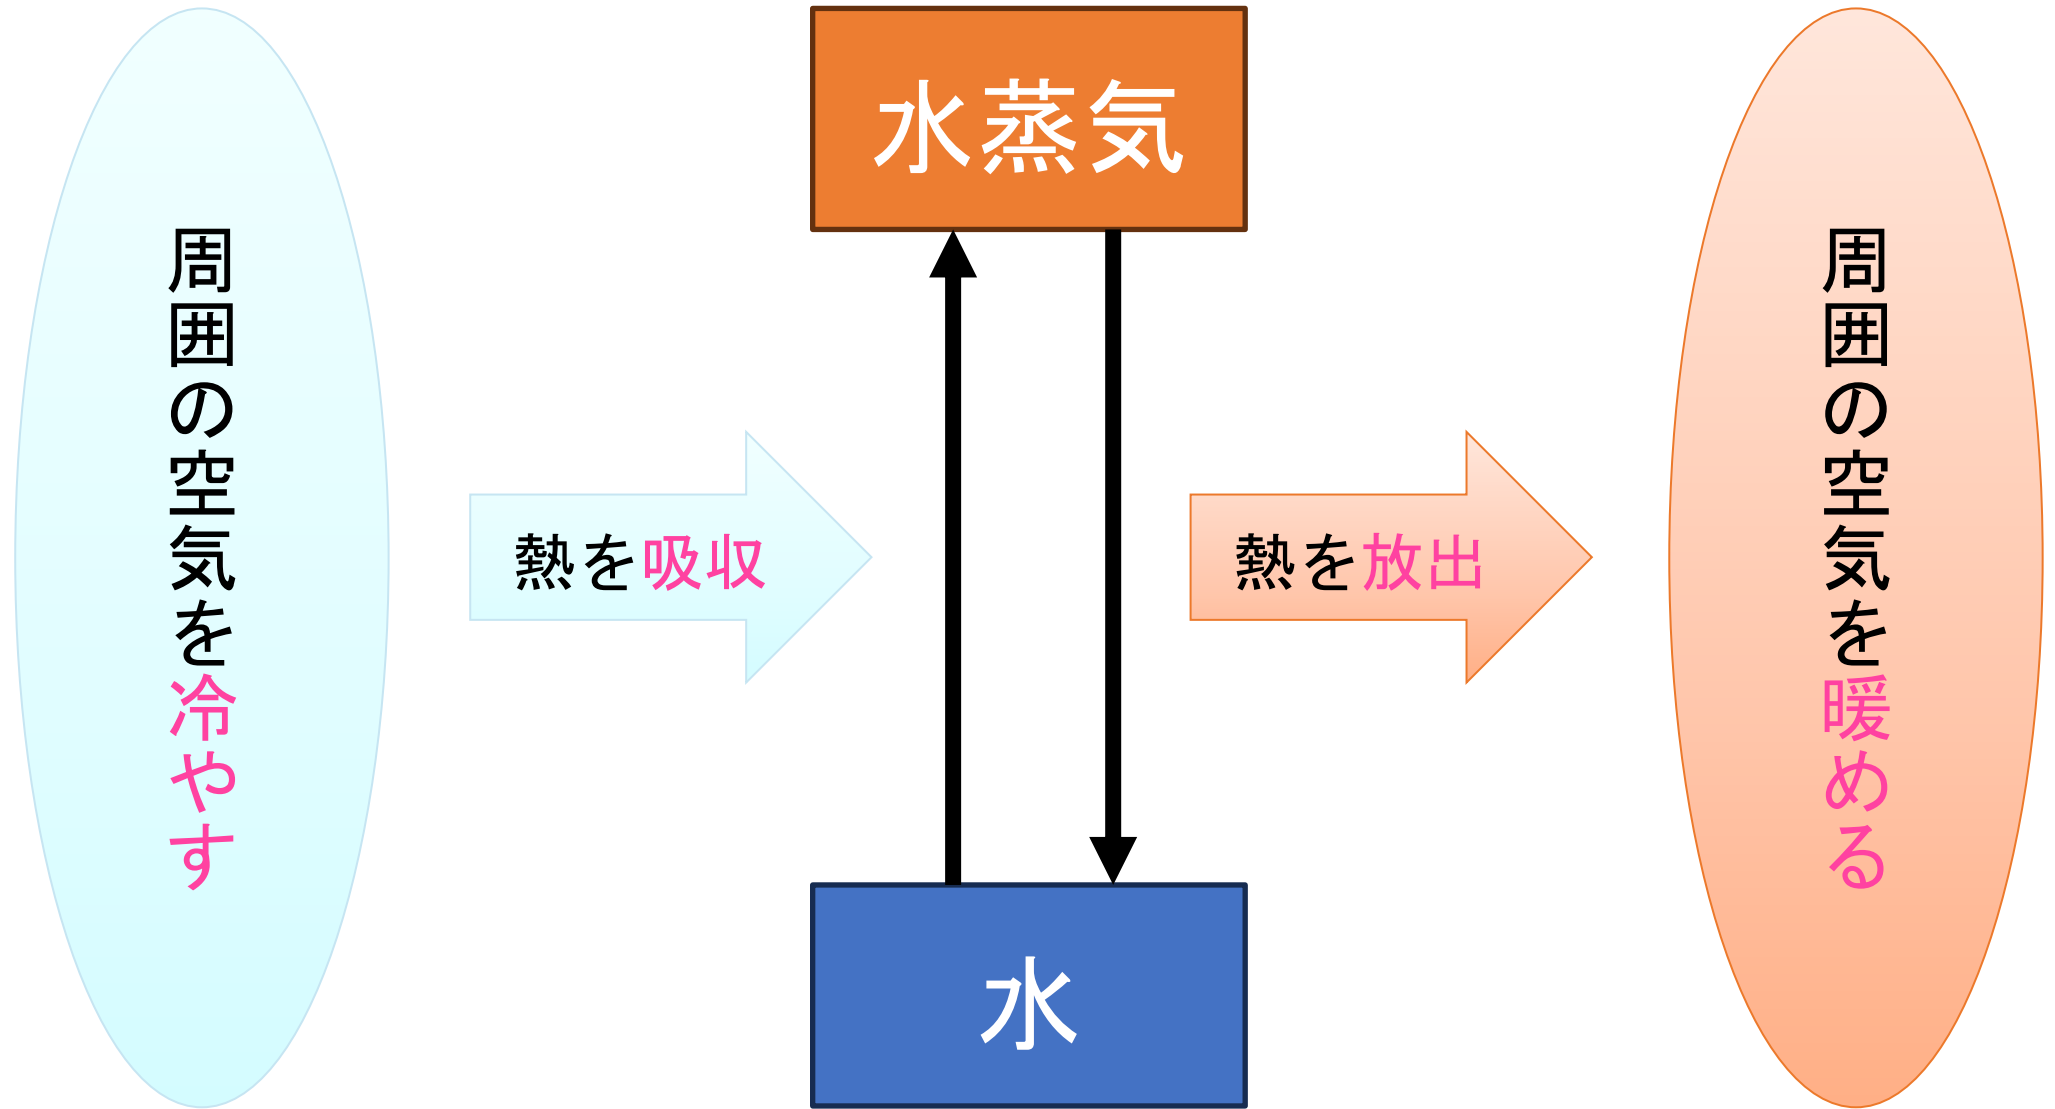 周囲の空気を冷やす
熱を吸収
水蒸気
水
熱を放出
周囲の空気を暖める